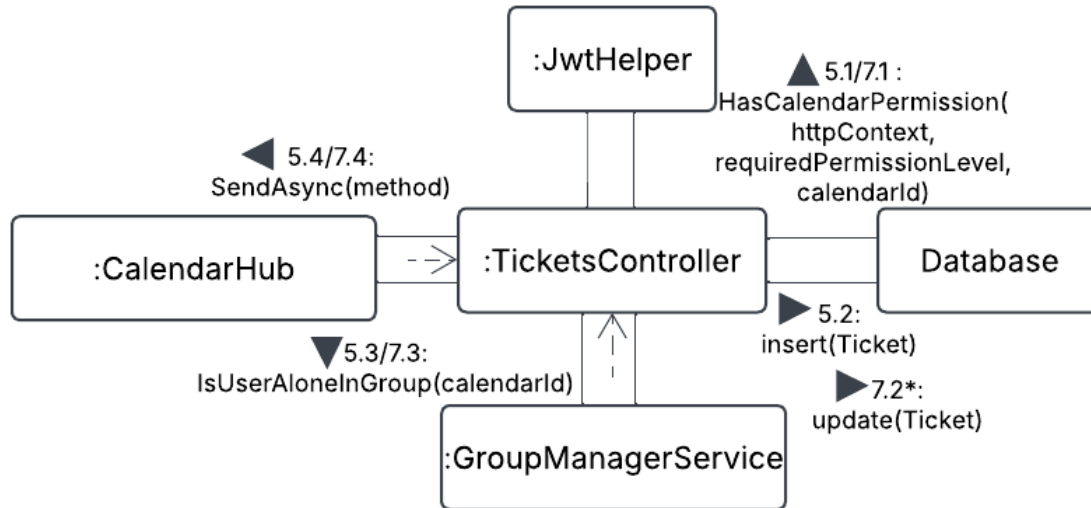 :JwtHelper
5.1/7.1 :
HasCalendarPermission(
httpContext,
requiredPermissionLevel,
calendarId)
5.4/7.4:
SendAsync(method)
:CalendarHub
:TicketsController
Database
5.3/7.3:
IsUserAloneInGroup(calendarId)
5.2:
insert(Ticket)
7.2*:
update(Ticket)
:GroupManagerService